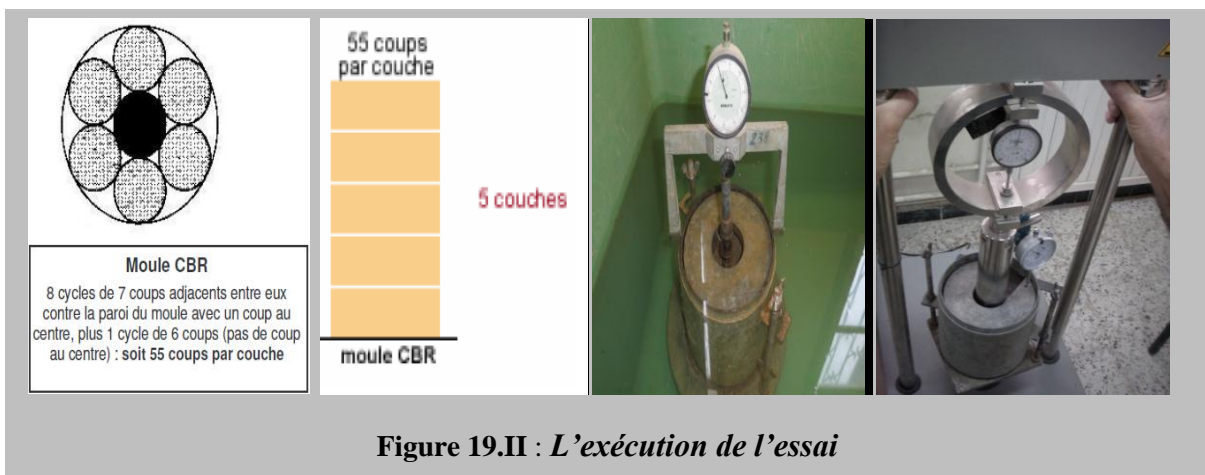 Moule CBR
8 cycles de 7 coups adjacents entre eux
contre la paroi du moule avec un coup au
centre, plus 1 cycle de 6 coups (pas de coup
au centre) : soit 55 coups par couche
55 coups
par couche
5 couches
moule CBR
Figure 19.II : L’exécution de l’essai